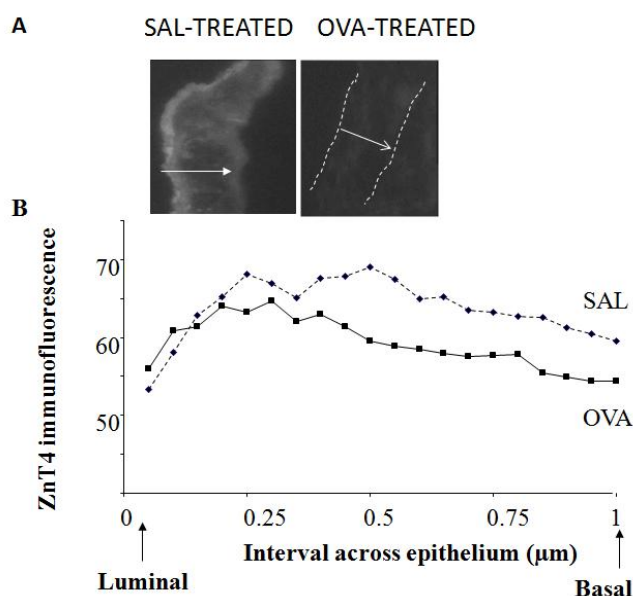 A
SAL-TREATED OVA-TREATED
B
ZnT4 immunofluorescence
70
60
50
SAL
OVA
0 0.25 0.5 0.75 1
Interval across epithelium (μm)
Luminal
Basal